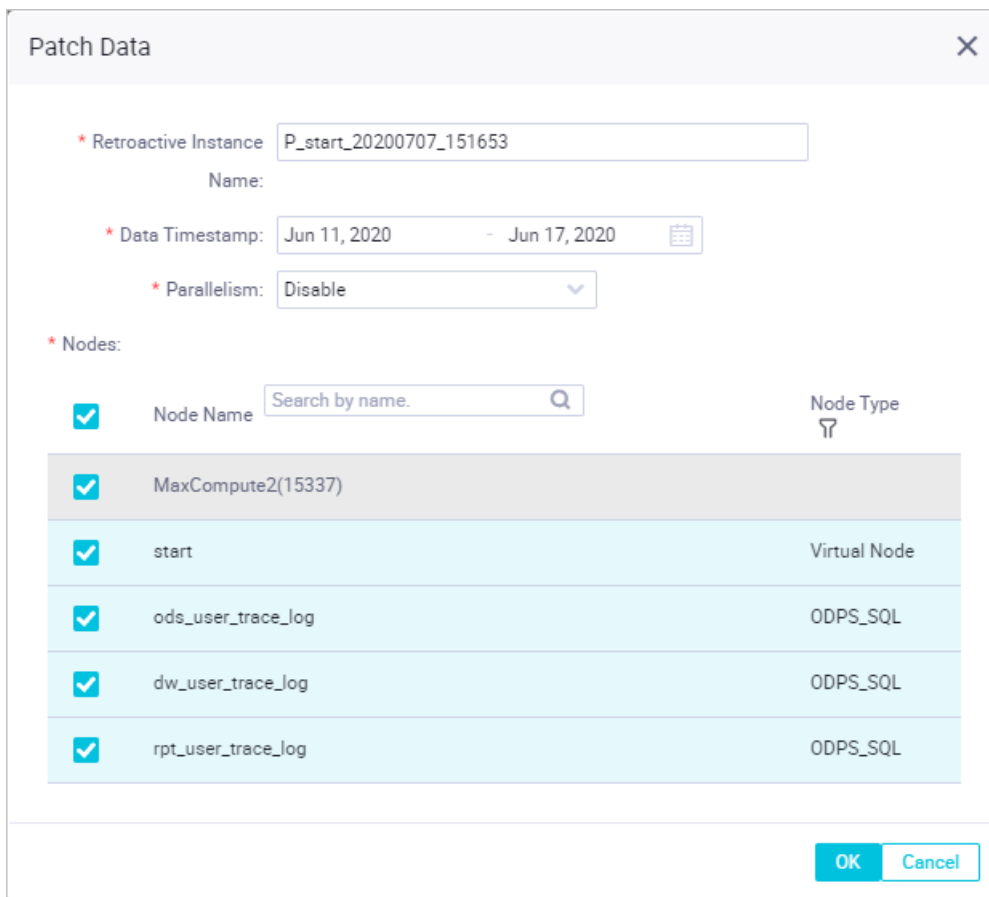 Patch Data
* Retroactive Instance Name: P_start_20200707_151653
* Data Timestamp: Jun 11, 2020 - Jun 17, 2020
* Parallelism: Disable
* Nodes:
Node Name Search by name. Node Type
MaxCompute2(15337)
start Virtual Node
ods_user_trace_log ODPS_SQL
dw_user_trace_log ODPS_SQL
rpt_user_trace_log ODPS_SQL
OK Cancel